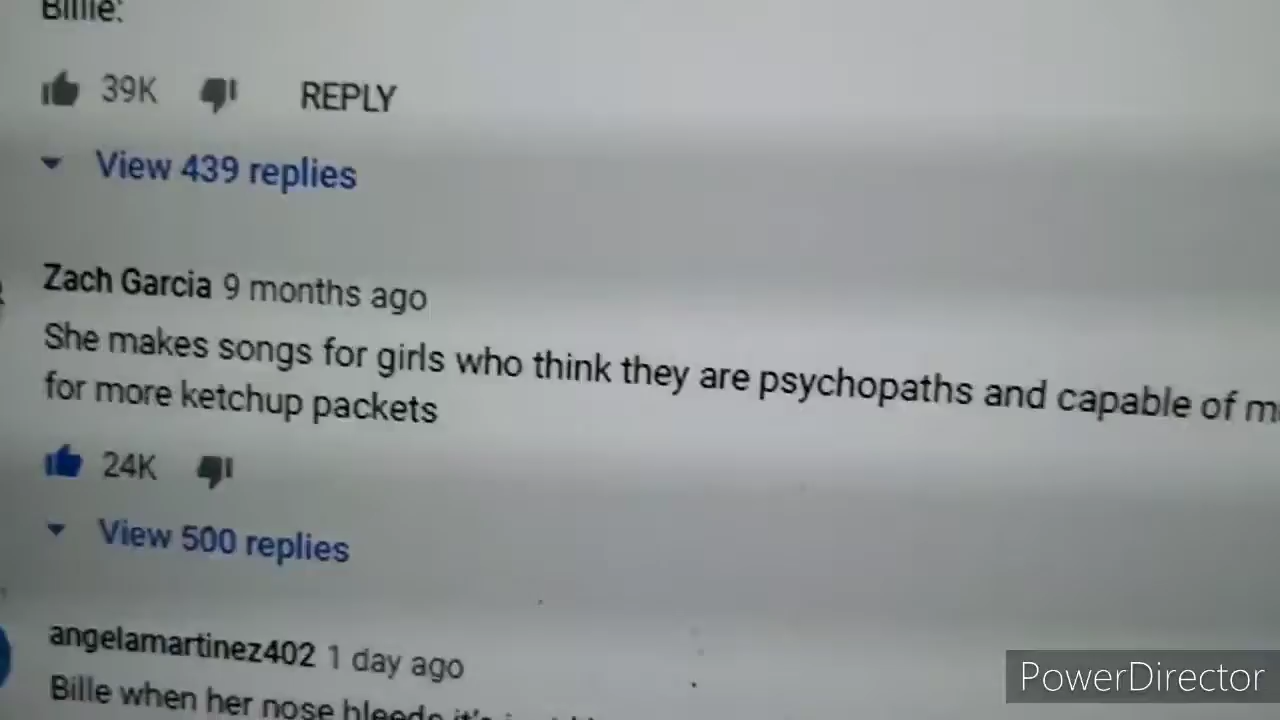 Billie:
39K REPLY
View 439 replies
Zach Garcia 9 months ago
She makes songs for girls who think they are psychopaths and capable of
for more ketchup packets
24K
View 500 replies
angelamartinez402 1 day ago
Bille when her nose bleeds it's
PowerDirector